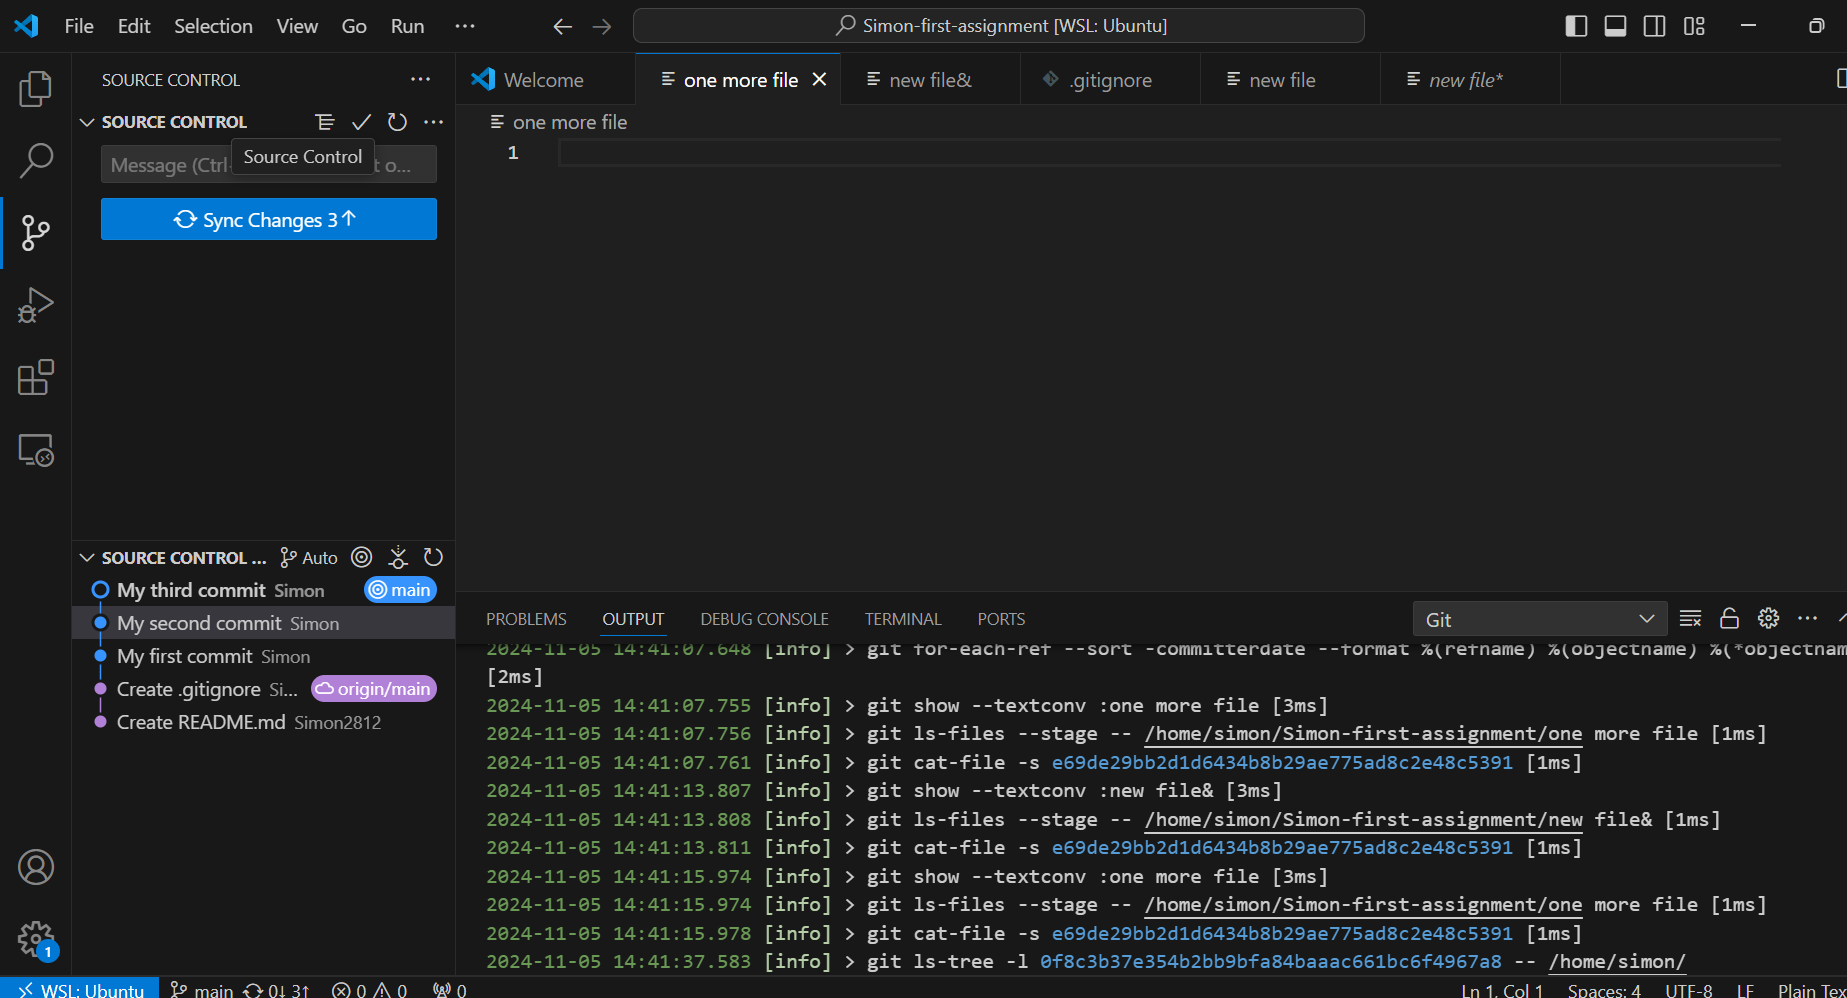 File Edit Selection View Go Run ··· Simon-first-assignment [WSL: Ubuntu]
SOURCE CONTROL ···
Welcome one more file new file& .gitignore new file new file*
SOURCE CONTROL ···
one more file
Message (Ctrl t o...
Source Control
1
Sync Changes 3↑
SOURCE CONTROL ... Auto
My third commit Simon main
My second commit Simon
My first commit Simon
Create .gitignore Si... origin/main
Create README.md Simon2812
PROBLEMS OUTPUT DEBUG CONSOLE TERMINAL PORTS Git ···
2024-11-05 14:41:07.648 [info] > git for-each-ref --sort -committerdate --format %(refname) %(objectname) %(*objectnam
[2ms]
2024-11-05 14:41:07.755 [info] > git show --textconv :one more file [3ms]
2024-11-05 14:41:07.756 [info] > git ls-files --stage -- /home/simon/Simon-first-assignment/one more file [1ms]
2024-11-05 14:41:07.761 [info] > git cat-file -s e69de29bb2d1d6434b8b29ae775ad8c2e48c5391 [1ms]
2024-11-05 14:41:13.807 [info] > git show --textconv :new file& [3ms]
2024-11-05 14:41:13.808 [info] > git ls-files --stage -- /home/simon/Simon-first-assignment/new file& [1ms]
2024-11-05 14:41:13.811 [info] > git cat-file -s e69de29bb2d1d6434b8b29ae775ad8c2e48c5391 [1ms]
2024-11-05 14:41:15.974 [info] > git show --textconv :one more file [3ms]
2024-11-05 14:41:15.974 [info] > git ls-files --stage -- /home/simon/Simon-first-assignment/one more file [1ms]
2024-11-05 14:41:15.978 [info] > git cat-file -s e69de29bb2d1d6434b8b29ae775ad8c2e48c5391 [1ms]
2024-11-05 14:41:37.583 [info] > git ls-tree -l 0f8c3b37e354b2bb9bfa84baaac661bc6f4967a8 -- /home/simon/
1
WSL: Ubuntu main 0↓ 3↑ 0 0 0 Ln 1, Col 1 Spaces: 4 UTF-8 LF Plain Tex